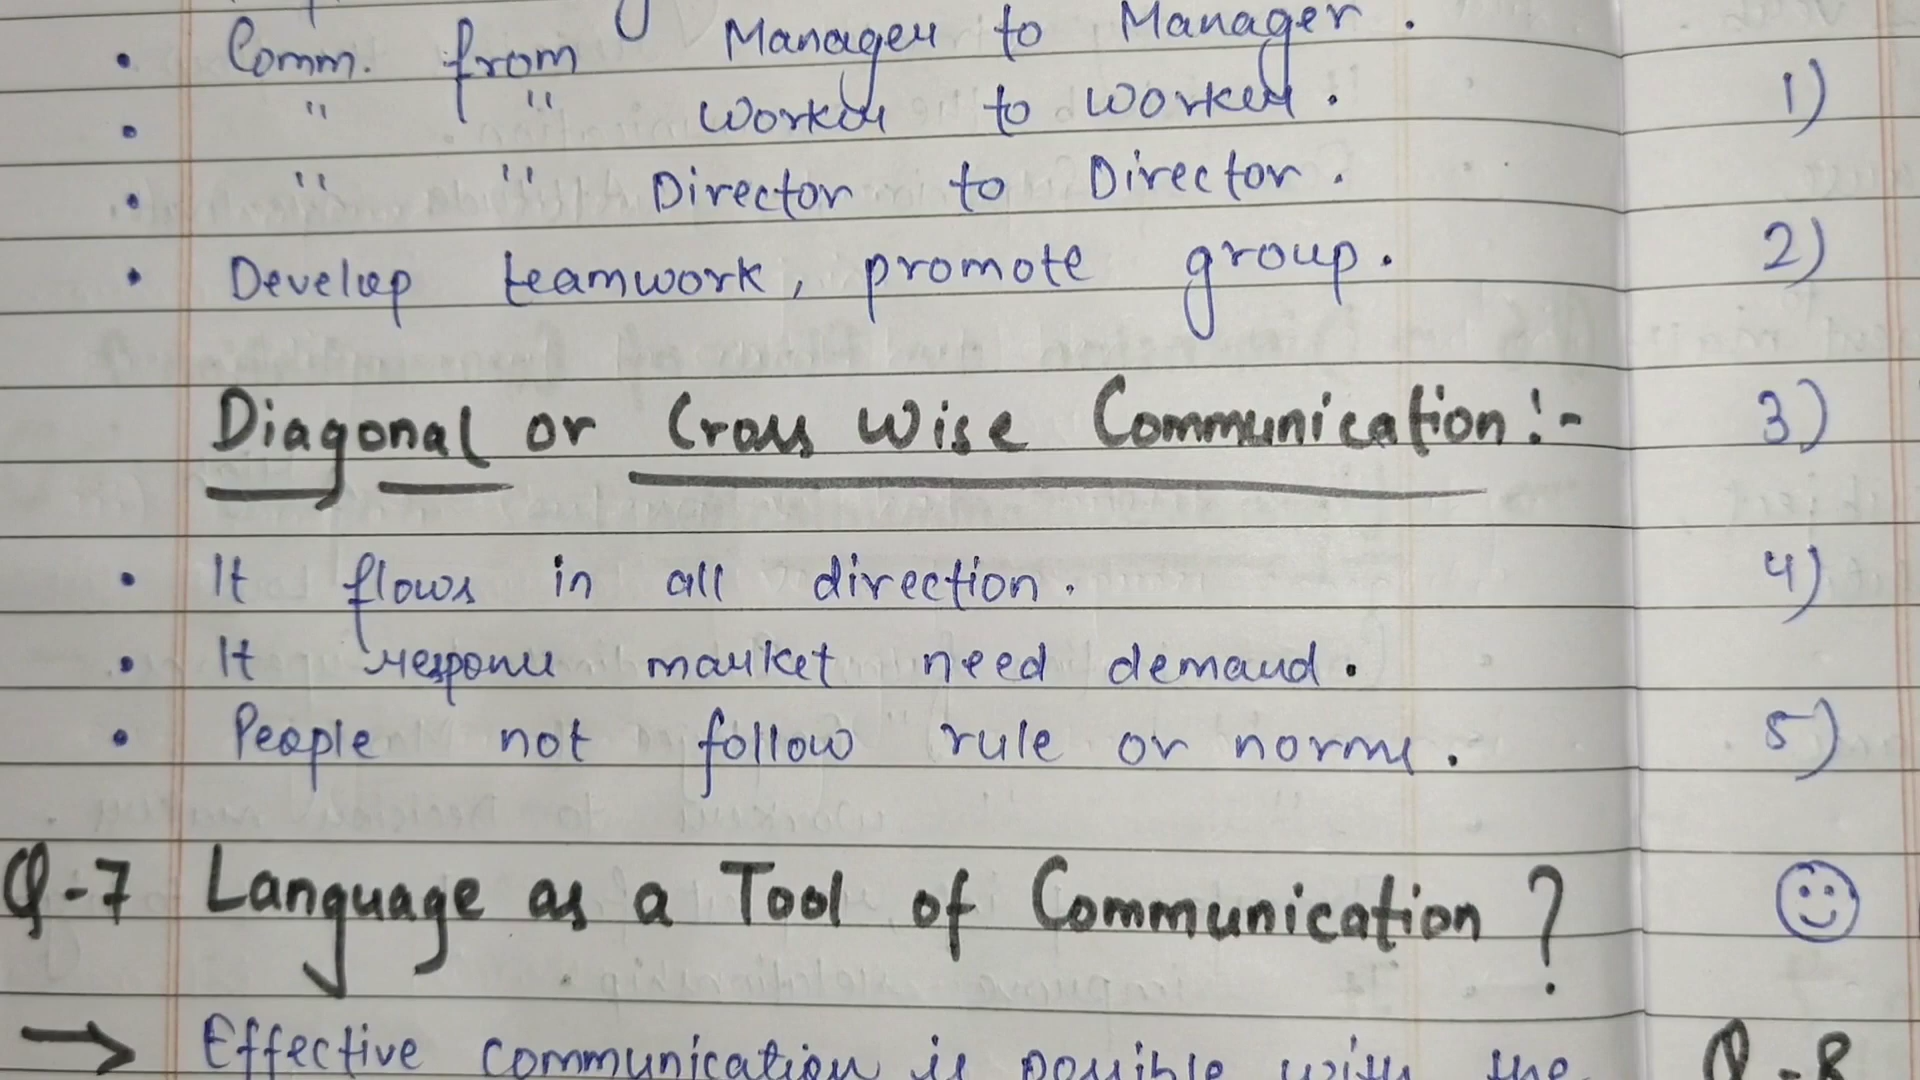 • Comm. from Manager to Manager.
• " " Worker to worker.
• " " Director to Director.
• Develop teamwork, promote group.
Diagonal or Cross Wise Communication:-
• It flows in all direction.
• It response market need demand.
• People not follow rule or norms.
Q-7 Language as a Tool of Communication?
→ Effective communication is possible with the
1)
2)
3)
4)
5)
Q-8